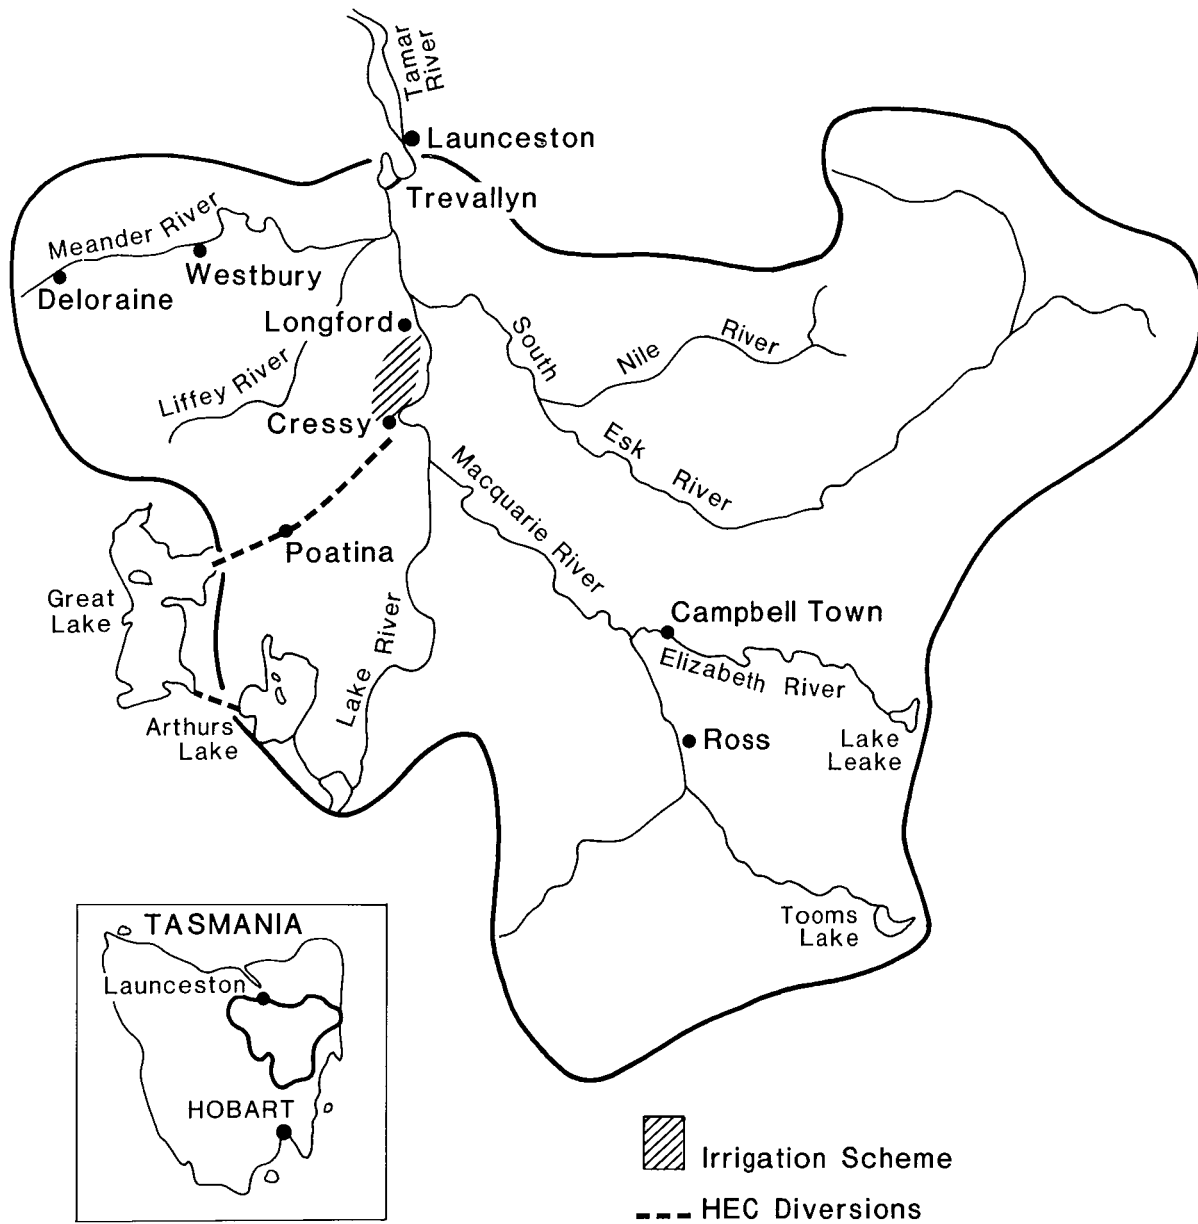 Tamar
River
Launceston
Trevallyn
Meander River
Westbury
Deloraine
Longford
South
Nile
River
Liffey River
Cressy
Esk
River
Macquarie River
Poatina
Great
Lake
Lake River
Campbell Town
Elizabeth River
Arthurs
Lake
Ross
Lake
Leake
Tooms
Lake
TASMANIA
Launceston
HOBART
Irrigation Scheme
HEC Diversions